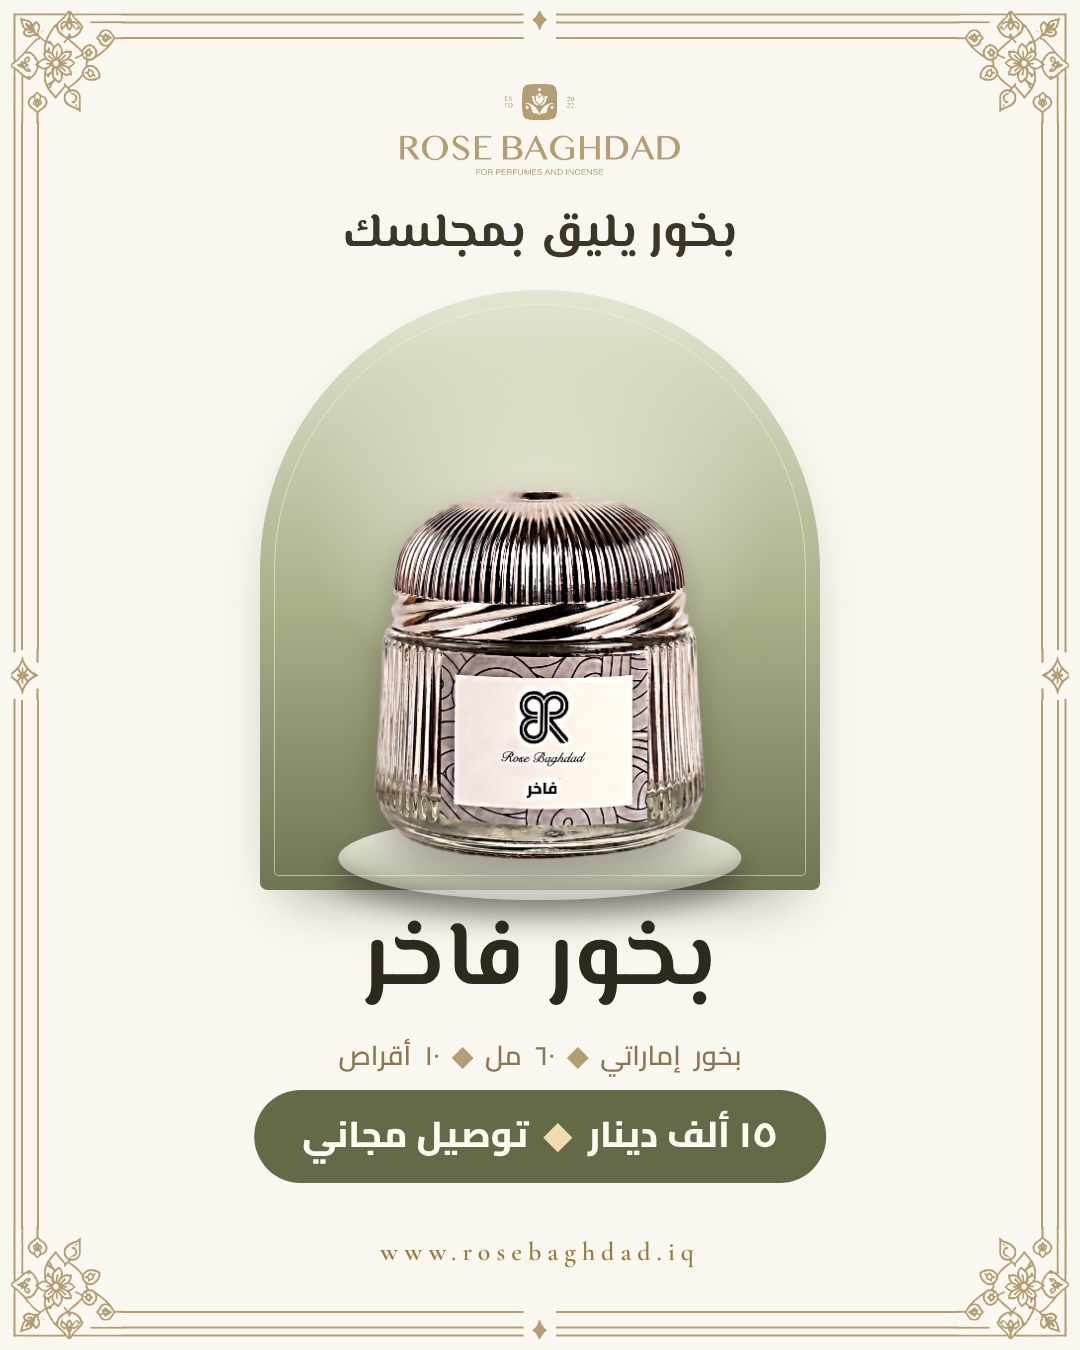 ES TD
20 22
ROSE BAGHDAD
FOR PERFUMES AND INCENSE
بخور يليق بمجلسك
Rose Baghdad
فاخر
بخور فاخر
بخور إماراتي ◆ ٦٠ مل ◆ ١٠ أقراص
١٥ ألف دينار ◆ توصيل مجاني
www.rosebaghdad.iq